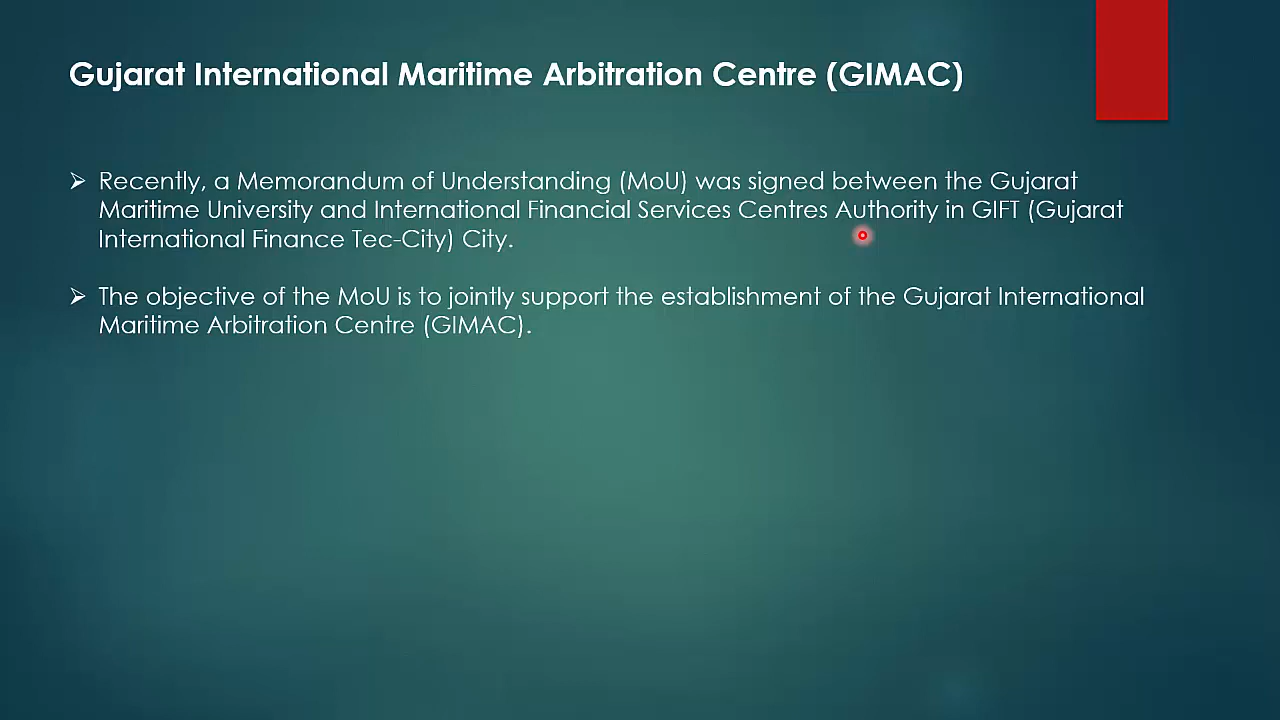 Gujarat International Maritime Arbitration Centre (GIMAC)
➢ Recently, a Memorandum of Understanding (MoU) was signed between the Gujarat
Maritime University and International Financial Services Centres Authority in GIFT (Gujarat
International Finance Tec-City) City.
➢ The objective of the MoU is to jointly support the establishment of the Gujarat International
Maritime Arbitration Centre (GIMAC).